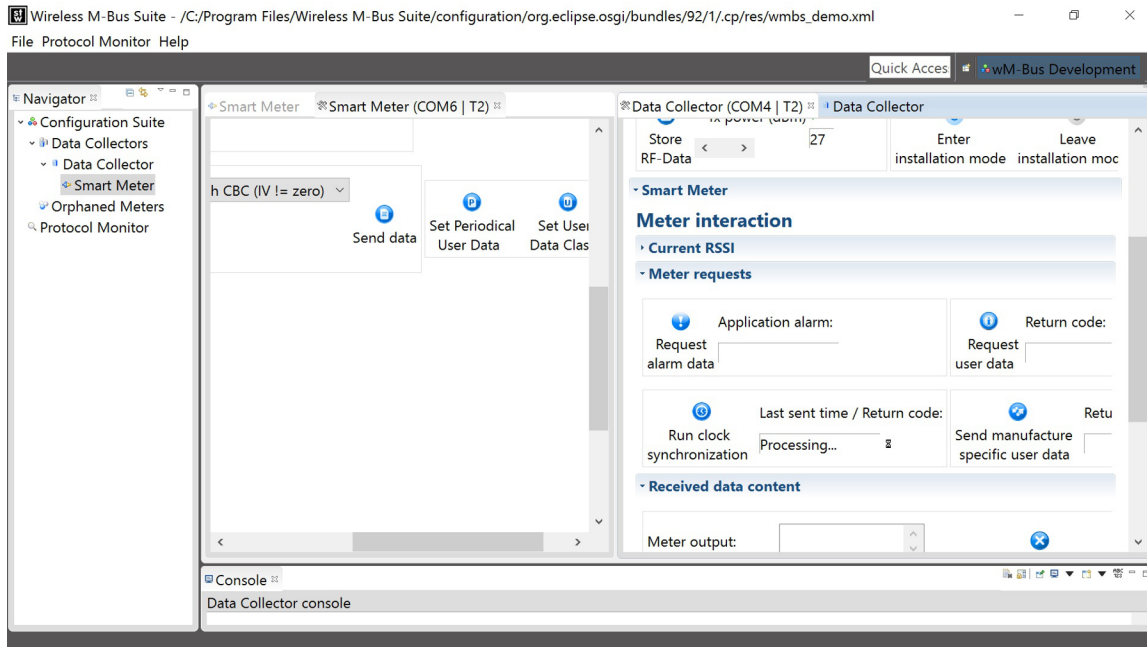 Wireless M-Bus Suite - /C:/Program Files/Wireless M-Bus Suite/configuration/org.eclipse.osgi/bundles/92/1/.cp/res/wmbs_demo.xml
File Protocol Monitor Help
Quick Acces
wM-Bus Development
Navigator
Configuration Suite
Data Collectors
Data Collector
Smart Meter
Orphaned Meters
Protocol Monitor
Smart Meter
Smart Meter (COM6 | T2)
h CBC (IV != zero)
Send data
Set Periodical
User Data
Set User
Data Clas
Data Collector (COM4 | T2)
Data Collector
Tx power (dBm)
Store
RF-Data
27
Enter
installation mode
Leave
installation moc
Smart Meter
Meter interaction
Current RSSI
Meter requests
Request
alarm data
Application alarm:
Request
user data
Return code:
Run clock
synchronization
Last sent time / Return code:
Processing...
Send manufacture
specific user data
Retu
Received data content
Meter output:
Console
Data Collector console